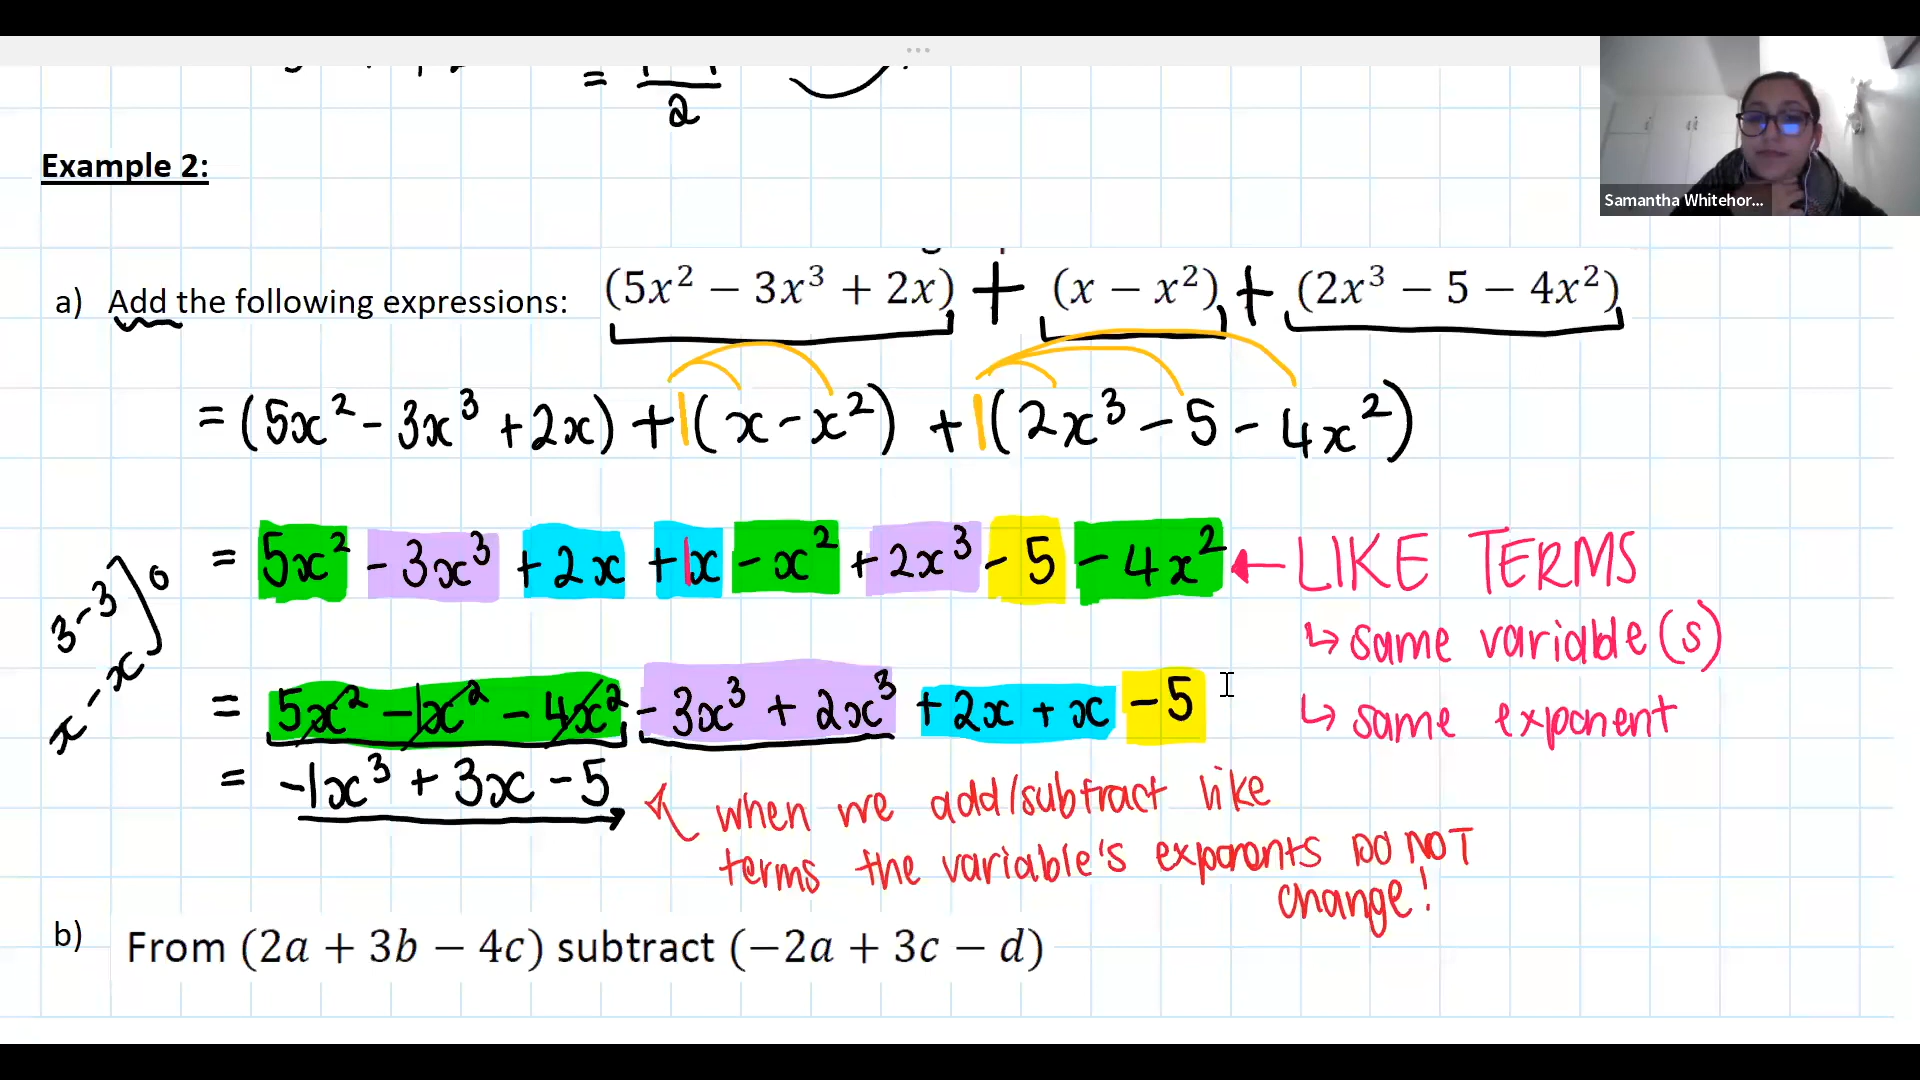 =
2
Example 2:
Samantha Whitehor...
a) Add the following expressions: (5x² − 3x³ + 2x) + (x − x²) + (2x³ − 5 − 4x²)
= (5x² - 3x³ + 2x) + 1(x - x²) + 1(2x³ - 5 - 4x²)
= 5x² - 3x³ + 2x + 1x - x² + 2x³ - 5 - 4x² ← LIKE TERMS
↳ same variable(s)
↳ same exponent
3-3
x-x
0
= 5x² - 1x² - 4x² - 3x³ + 2x³ + 2x + x - 5
= -1x³ + 3x - 5
when we add/subtract like
terms the variable's exponents DO NOT
change!
b) From (2a + 3b − 4c) subtract (−2a + 3c − d)